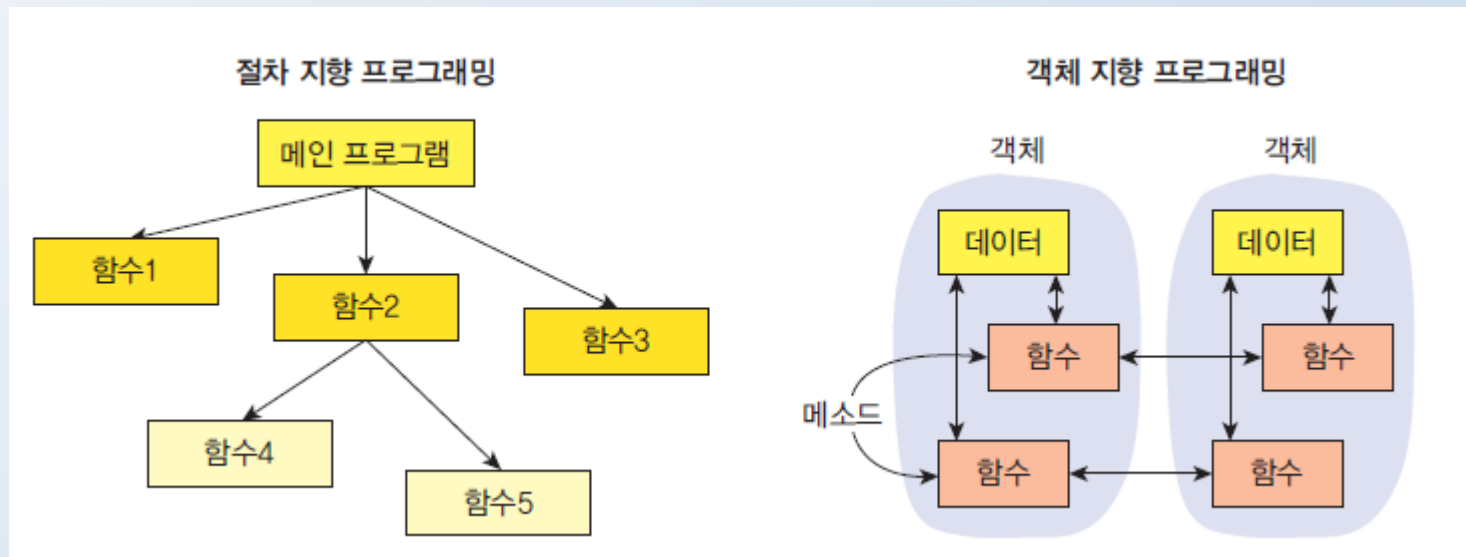 절차 지향 프로그래밍
메인 프로그램
함수1
함수2
함수3
함수4
함수5
객체 지향 프로그래밍
객체
객체
데이터
데이터
함수
함수
메소드
함수
함수